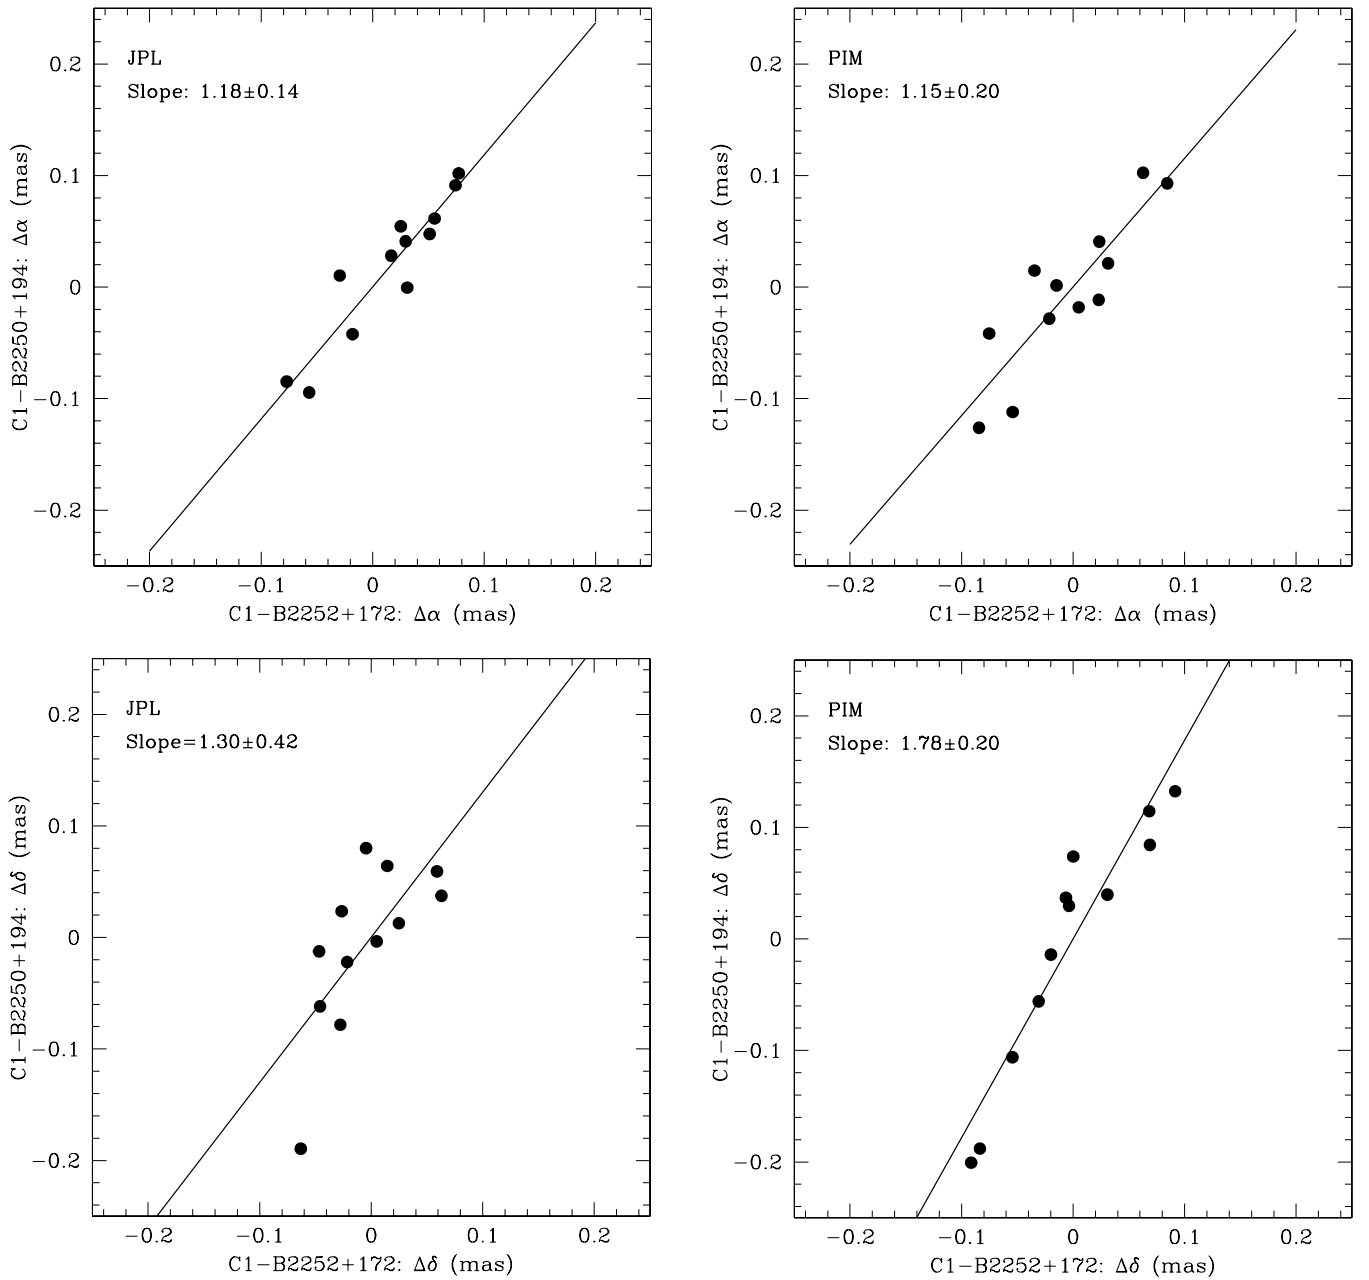 JPL
Slope: 1.18±0.14
0.2
0.1
0
−0.1
−0.2
C1−B2250+194: Δα (mas)
−0.2 −0.1 0 0.1 0.2
C1−B2252+172: Δα (mas)
PIM
Slope: 1.15±0.20
0.2
0.1
0
−0.1
−0.2
C1−B2250+194: Δα (mas)
−0.2 −0.1 0 0.1 0.2
C1−B2252+172: Δα (mas)
JPL
Slope=1.30±0.42
0.2
0.1
0
−0.1
−0.2
C1−B2250+194: Δδ (mas)
−0.2 −0.1 0 0.1 0.2
C1−B2252+172: Δδ (mas)
PIM
Slope: 1.78±0.20
0.2
0.1
0
−0.1
−0.2
C1−B2250+194: Δδ (mas)
−0.2 −0.1 0 0.1 0.2
C1−B2252+172: Δδ (mas)